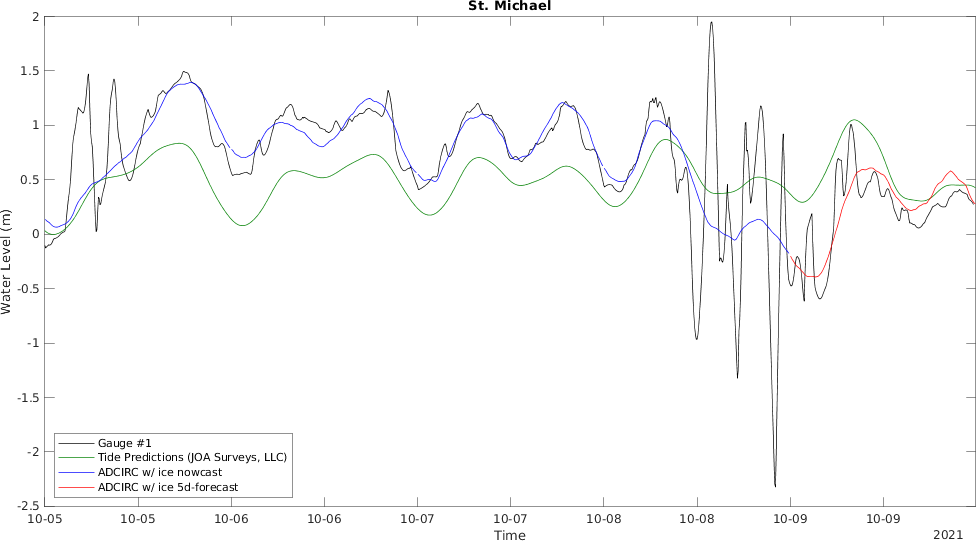 St. Michael
2
1.5
1
0.5
0
-0.5
-1
-1.5
-2
-2.5
Water Level (m)
Gauge #1
Tide Predictions (JOA Surveys, LLC)
ADCIRC w/ ice nowcast
ADCIRC w/ ice 5d-forecast
10-05 10-05 10-06 10-06 10-07 10-07 10-08 10-08 10-09 10-09
Time
2021